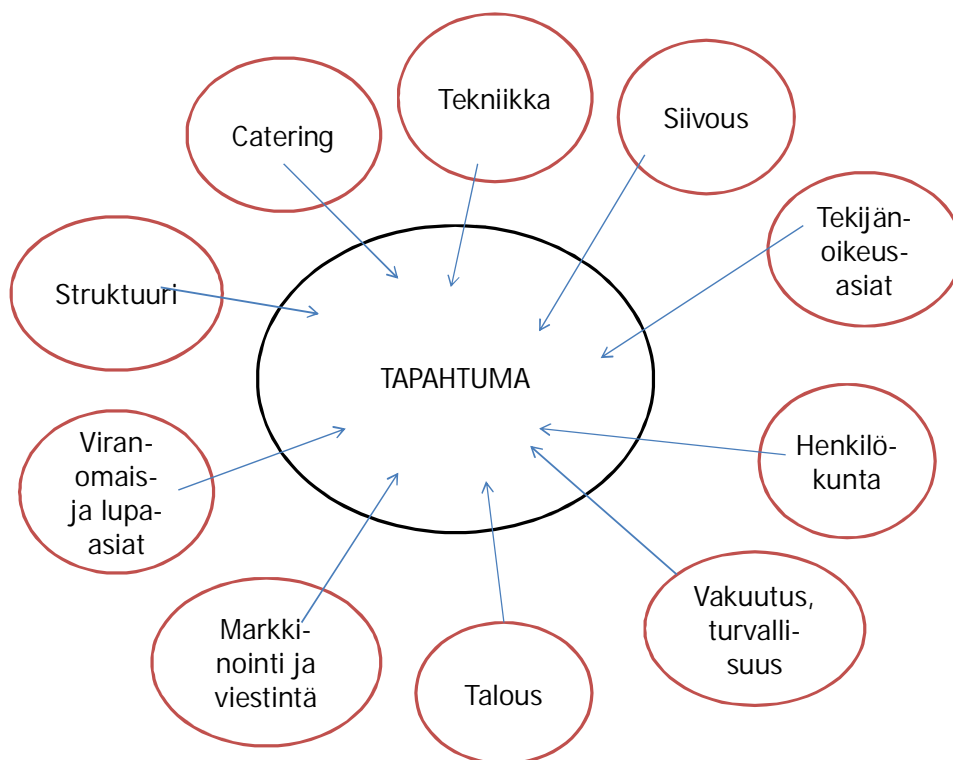 Tekniikka
Siivous
Catering
Tekijän-
oikeus-
asiat
Struktuuri
TAPAHTUMA
Viran-
omais-
ja lupa-
asiat
Henkilö-
kunta
Vakuutus,
turvalli-
suus
Markki-
nointi ja
viestintä
Talous